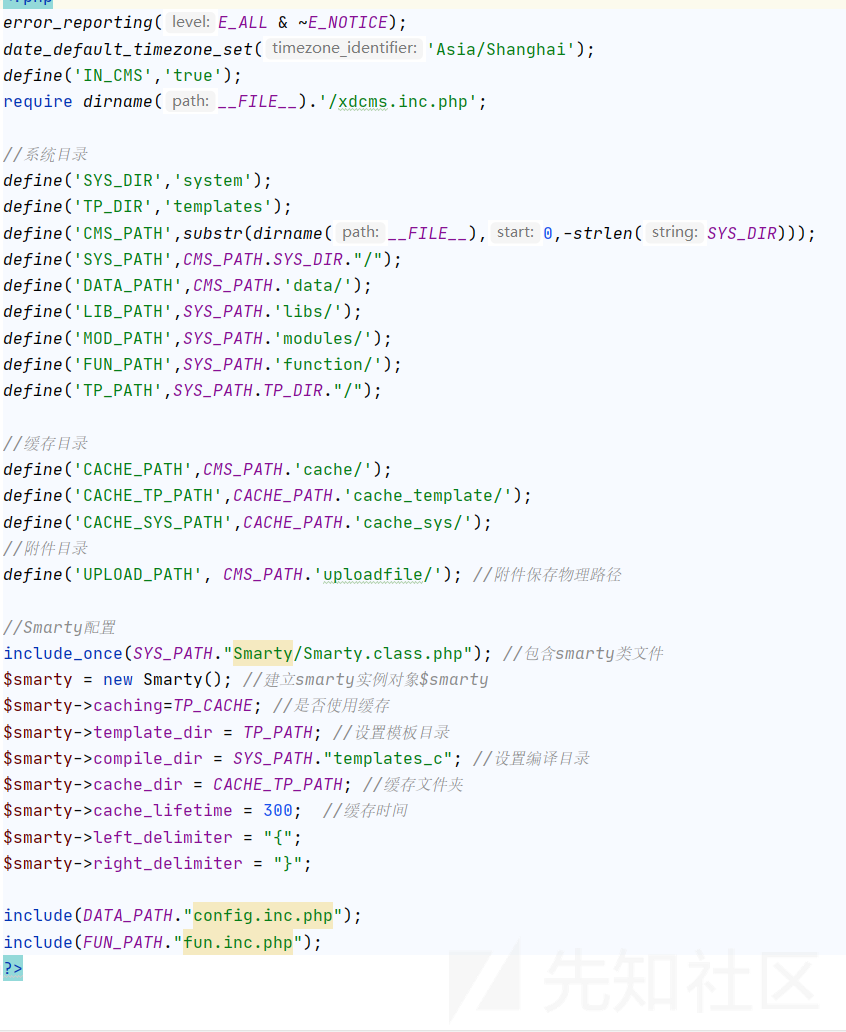 <?php
error_reporting( level: E_ALL & ~E_NOTICE);
date_default_timezone_set( timezone_identifier: 'Asia/Shanghai');
define('IN_CMS','true');
require dirname( path: __FILE__).'/xdcms.inc.php';
//系统目录
define('SYS_DIR','system');
define('TP_DIR','templates');
define('CMS_PATH',substr(dirname( path: __FILE__), start: 0,-strlen( string: SYS_DIR)));
define('SYS_PATH',CMS_PATH.SYS_DIR."/");
define('DATA_PATH',CMS_PATH.'data/');
define('LIB_PATH',SYS_PATH.'libs/');
define('MOD_PATH',SYS_PATH.'modules/');
define('FUN_PATH',SYS_PATH.'function/');
define('TP_PATH',SYS_PATH.TP_DIR."/");
//缓存目录
define('CACHE_PATH',CMS_PATH.'cache/');
define('CACHE_TP_PATH',CACHE_PATH.'cache_template/');
define('CACHE_SYS_PATH',CACHE_PATH.'cache_sys/');
//附件目录
define('UPLOAD_PATH', CMS_PATH.'uploadfile/'); //附件保存物理路径
//Smarty配置
include_once(SYS_PATH."Smarty/Smarty.class.php"); //包含smarty类文件
$smarty = new Smarty(); //建立smarty实例对象$smarty
$smarty->caching=TP_CACHE; //是否使用缓存
$smarty->template_dir = TP_PATH; //设置模板目录
$smarty->compile_dir = SYS_PATH."templates_c"; //设置编译目录
$smarty->cache_dir = CACHE_TP_PATH; //缓存文件夹
$smarty->cache_lifetime = 300;  //缓存时间
$smarty->left_delimiter = "{";
$smarty->right_delimiter = "}";
include(DATA_PATH."config.inc.php");
include(FUN_PATH."fun.inc.php");
?>
先知社区